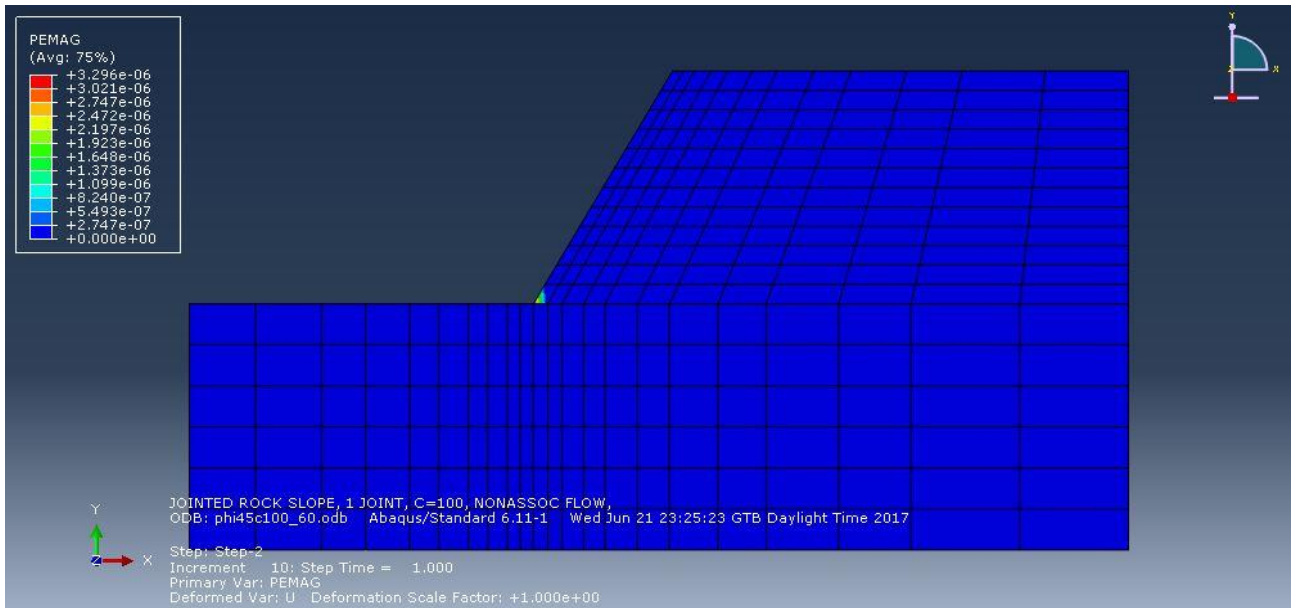 PEMAG
(Avg: 75%)
+3.296e-06
+3.021e-06
+2.747e-06
+2.472e-06
+2.197e-06
+1.923e-06
+1.648e-06
+1.373e-06
+1.099e-06
+8.240e-07
+5.493e-07
+2.747e-07
+0.000e+00
Y
Z X
JOINTED ROCK SLOPE, 1 JOINT, C=100, NONASSOC FLOW,
ODB: phi45c100_60.odb Abaqus/Standard 6.11-1 Wed Jun 21 23:25:23 GTB Daylight Time 2017
Y
Z X
Step: Step-2
Increment 10: Step Time = 1.000
Primary Var: PEMAG
Deformed Var: U Deformation Scale Factor: +1.000e+00